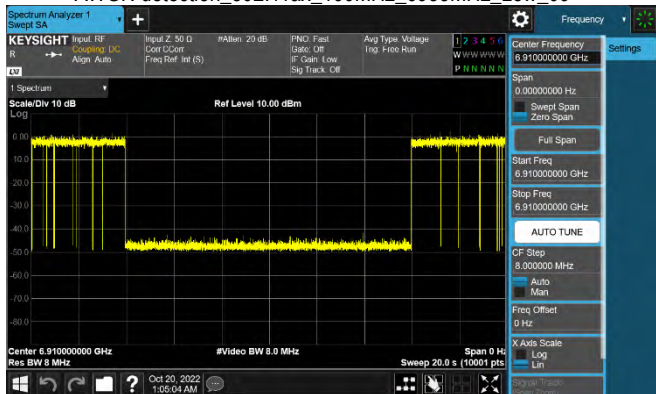 Spectrum Analyzer 1
Swept SA
+
Frequency
KEYSIGHT
R
LXI
Input: RF
Coupling: DC
Align: Auto
Input Z: 50 Ω
Corr CCorr
Freq Ref: Int (S)
#Atten: 20 dB
PNO: Fast
Gate: Off
IF Gain: Low
Sig Track: Off
Avg Type: Voltage
Trig: Free Run
1 2 3 4 5 6
W W W W W W
P N N N N N
Center Frequency
6.910000000 GHz
Settings
Span
0.00000000 Hz
Swept Span
Zero Span
Full Span
Start Freq
6.910000000 GHz
Stop Freq
6.910000000 GHz
AUTO TUNE
CF Step
8.000000 MHz
Auto
Man
Freq Offset
0 Hz
X Axis Scale
Log
Lin
1 Spectrum
Scale/Div 10 dB
Ref Level 10.00 dBm
Log
0.00
-10.0
-20.0
-30.0
-40.0
-50.0
-60.0
-70.0
-80.0
Center 6.910000000 GHz
#Video BW 8.0 MHz
Span 0 Hz
Res BW 8 MHz
Sweep 20.0 s (10001 pts
?
Oct 20, 2022
1:05:04 AM